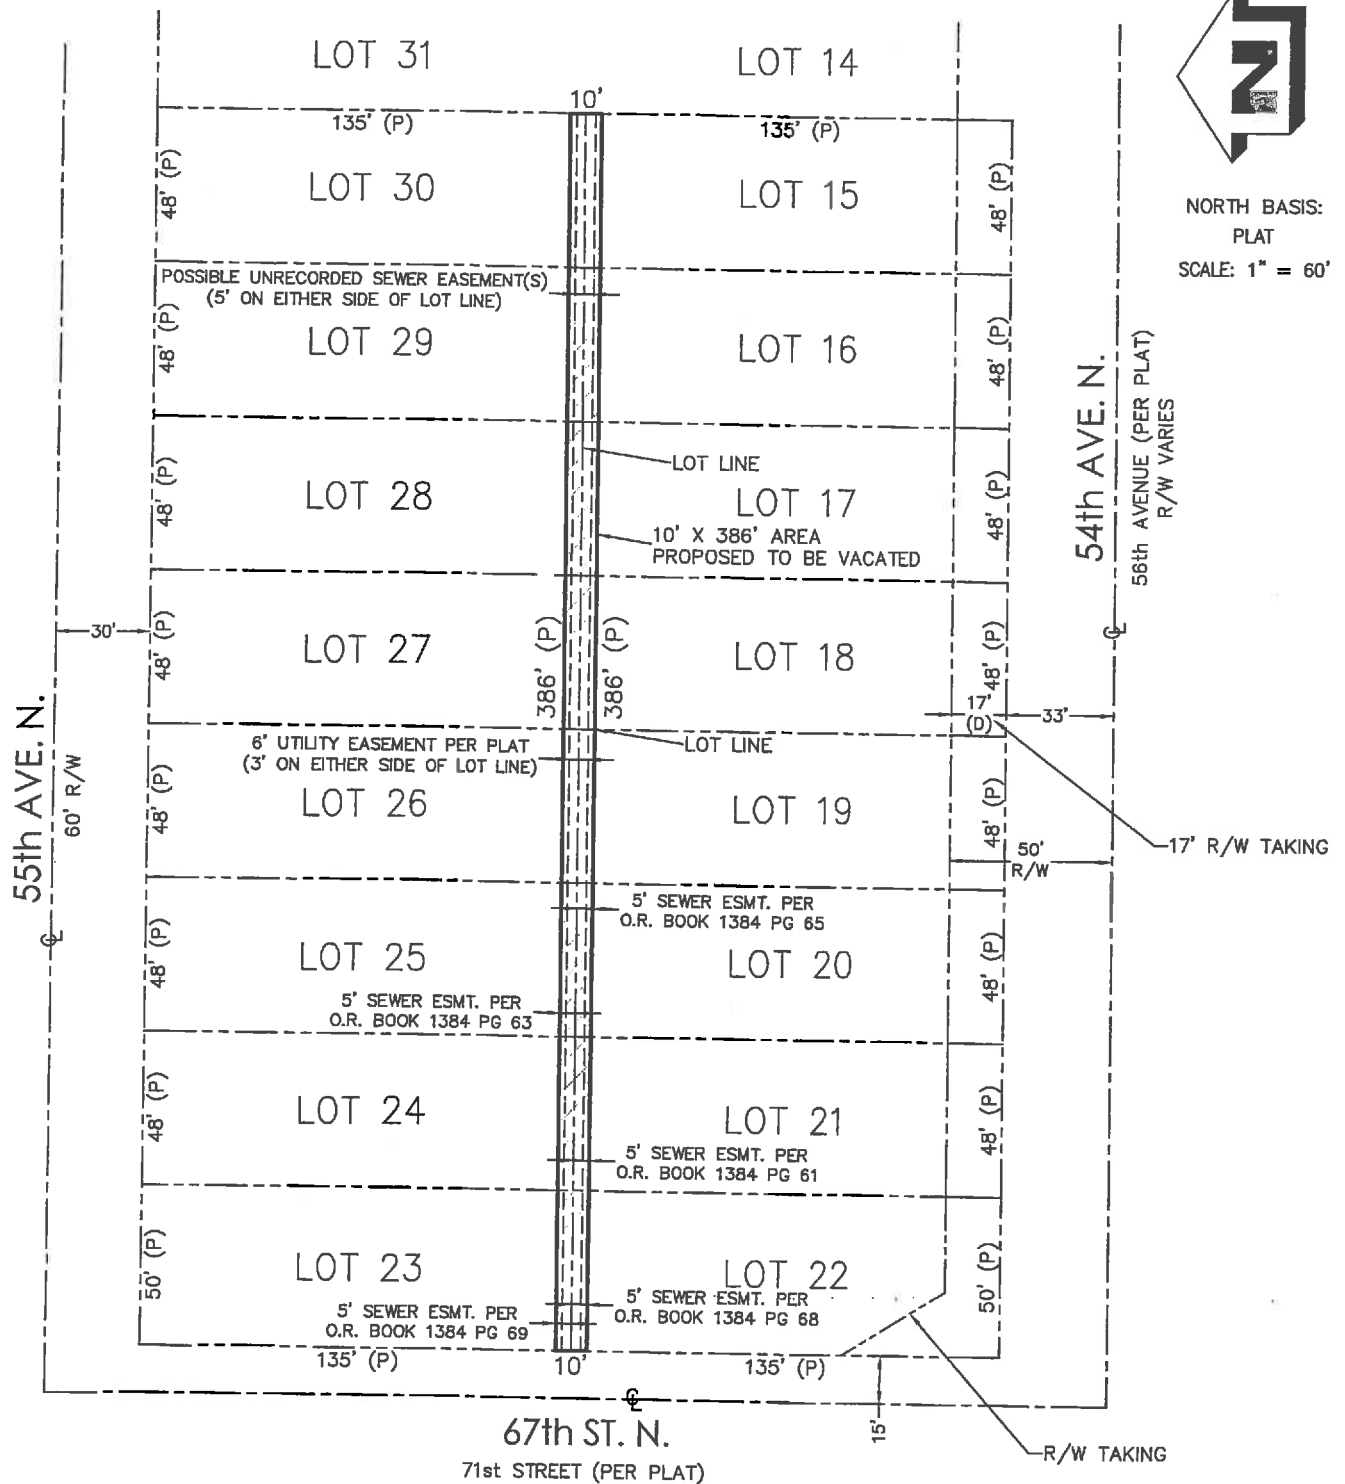 LOT 31
LOT 14
N
NORTH BASIS:
PLAT
SCALE: 1" = 60'
10'
135' (P)
135' (P)
48' (P)
LOT 30
LOT 15
48' (P)
POSSIBLE UNRECORDED SEWER EASEMENT(S)
(5' ON EITHER SIDE OF LOT LINE)
48' (P)
LOT 29
LOT 16
48' (P)
54th AVE. N.
56th AVENUE (PER PLAT)
R/W VARIES
LOT LINE
48' (P)
LOT 28
LOT 17
48' (P)
10' X 386' AREA
PROPOSED TO BE VACATED
30'
48' (P)
LOT 27
386' (P)
386' (P)
LOT 18
48' (P)
CL
17'
(D)
33'
6' UTILITY EASEMENT PER PLAT
(3' ON EITHER SIDE OF LOT LINE)
LOT LINE
55th AVE. N.
60' R/W
CL
48' (P)
LOT 26
LOT 19
48' (P)
50'
R/W
17' R/W TAKING
5' SEWER ESMT. PER
O.R. BOOK 1384 PG 65
48' (P)
LOT 25
LOT 20
48' (P)
5' SEWER ESMT. PER
O.R. BOOK 1384 PG 63
48' (P)
LOT 24
LOT 21
48' (P)
5' SEWER ESMT. PER
O.R. BOOK 1384 PG 61
50' (P)
LOT 23
LOT 22
50' (P)
5' SEWER ESMT. PER
O.R. BOOK 1384 PG 68
5' SEWER ESMT. PER
O.R. BOOK 1384 PG 69
135' (P)
10'
135' (P)
CL
15'
67th ST. N.
71st STREET (PER PLAT)
R/W TAKING